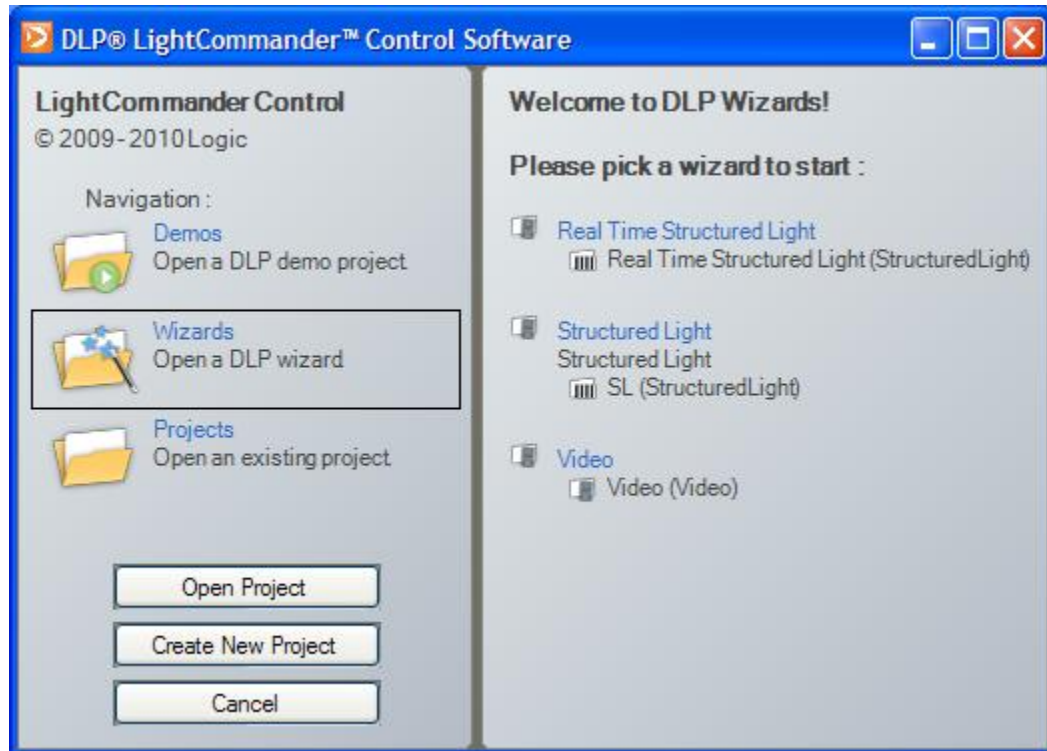 DLP® LightCommander™ Control Software
LightCommander Control
© 2009-2010 Logic
Navigation :
Demos
Open a DLP demo project
Wizards
Open a DLP wizard
Projects
Open an existing project
Open Project
Create New Project
Cancel
Welcome to DLP Wizards!
Please pick a wizard to start :
Real Time Structured Light
Real Time Structured Light (StructuredLight)
Structured Light
Structured Light
SL (StructuredLight)
Video
Video (Video)